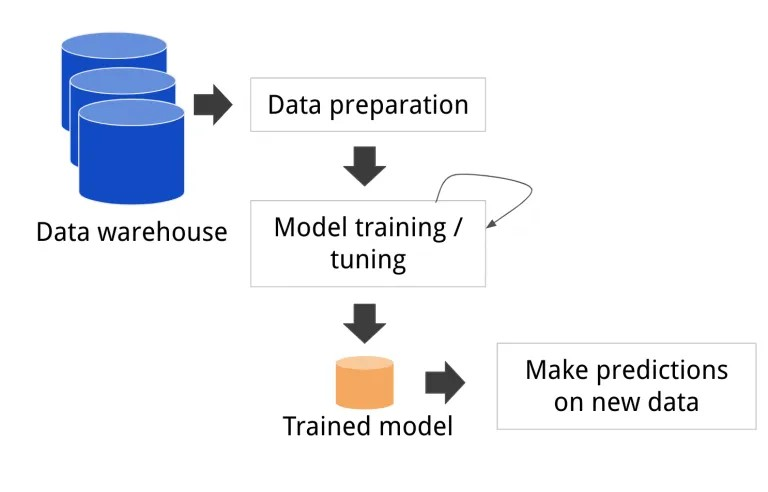 Data preparation
Data warehouse
Model training /
tuning
Trained model
Make predictions
on new data